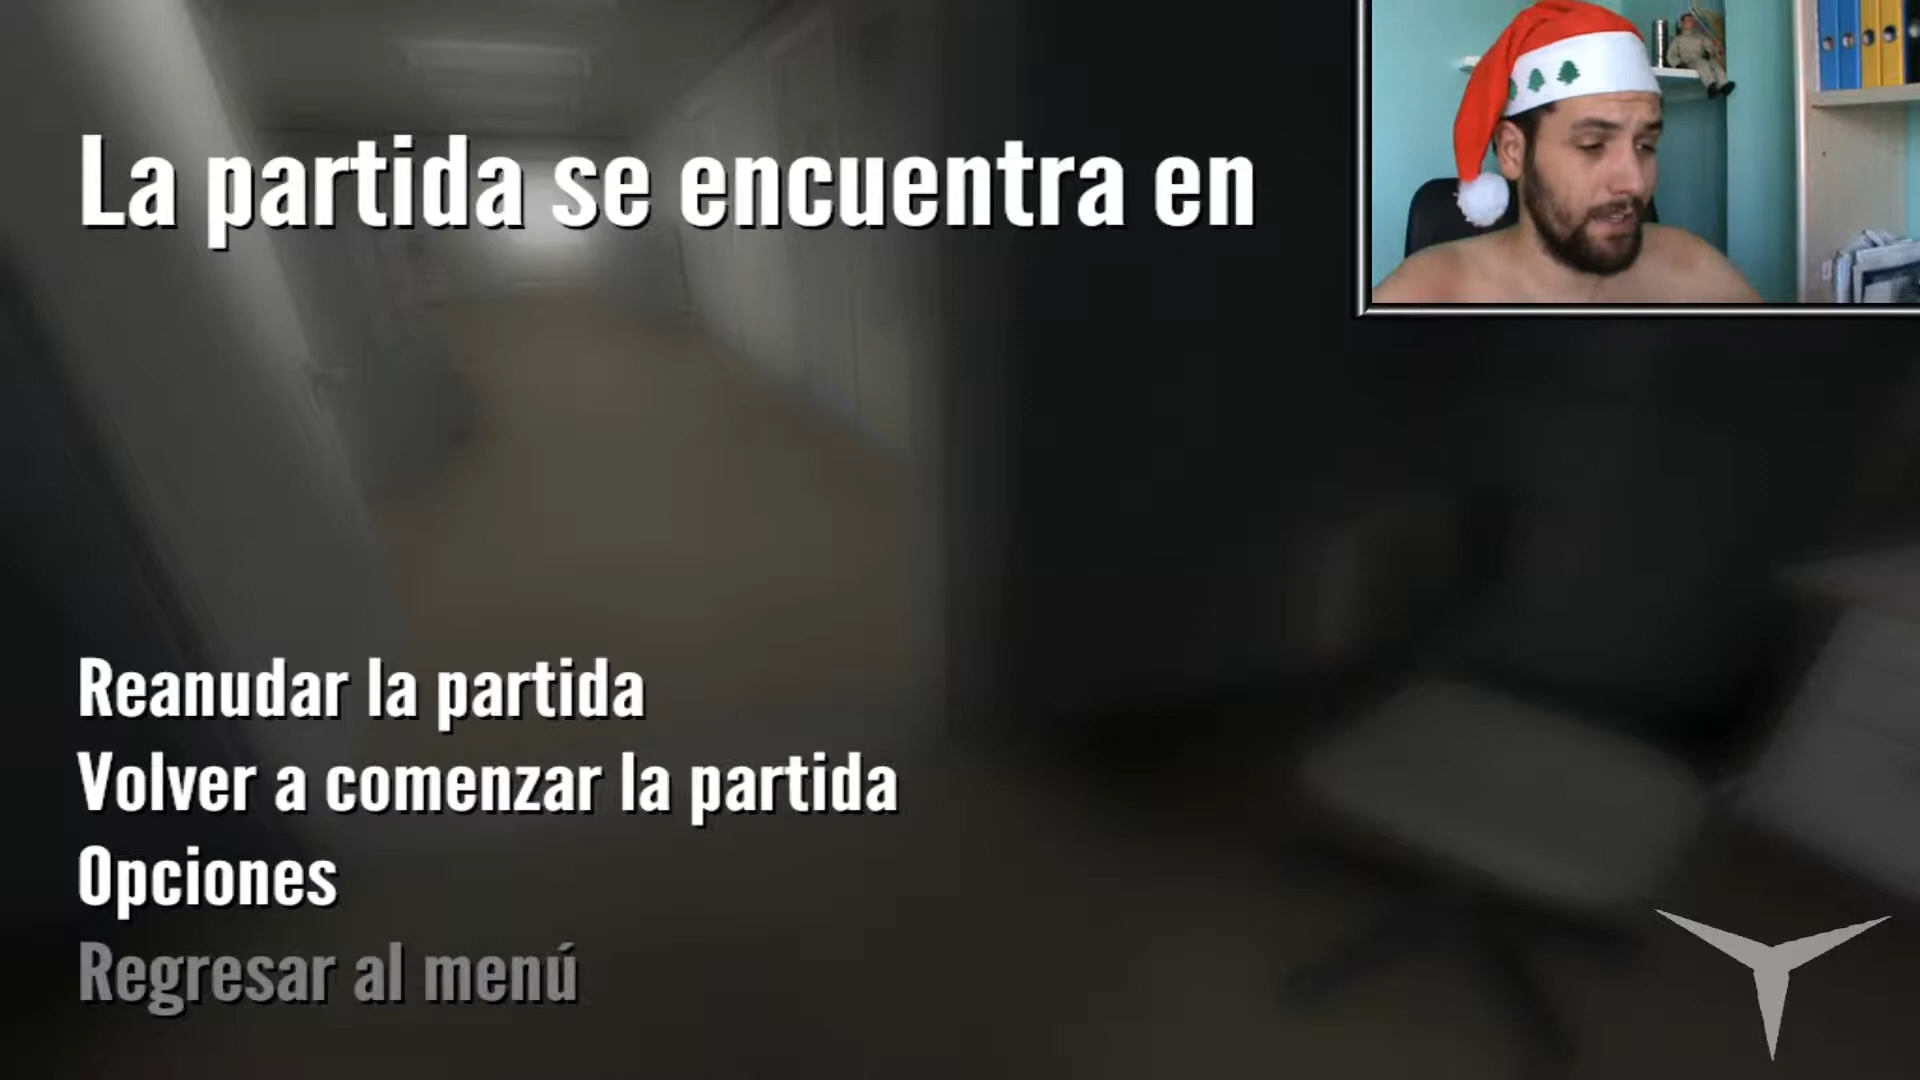 La partida se encuentra en
Reanudar la partida
Volver a comenzar la partida
Opciones
Regresar al menú